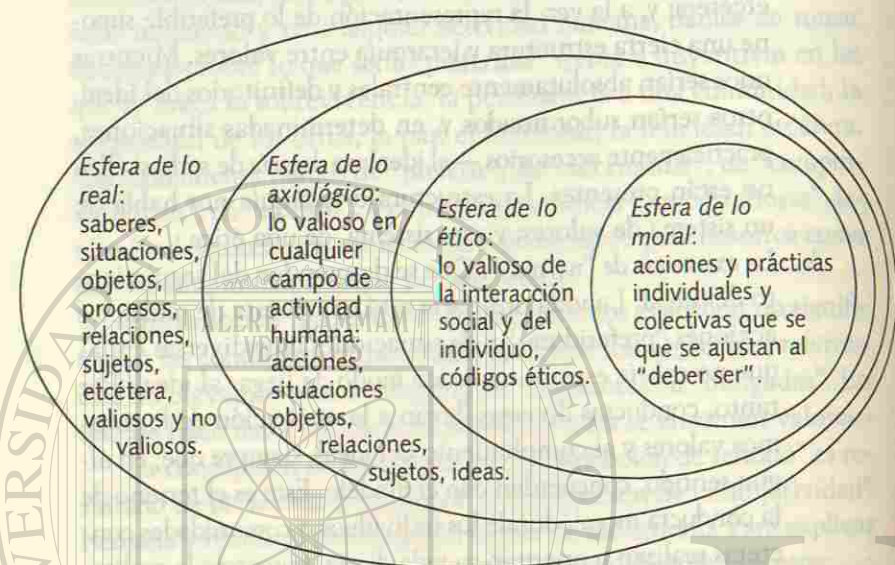 Esfera de lo
real:
saberes,
situaciones,
objetos,
procesos,
relaciones,
sujetos,
etcétera,
valiosos y no
valiosos.
Esfera de lo
axiológico:
lo valioso en
cualquier
campo de
actividad
humana:
acciones,
situaciones
objetos,
relaciones,
sujetos, ideas.
Esfera de lo
ético:
lo valioso de
la interacción
social y del
individuo,
códigos éticos.
Esfera de lo
moral:
acciones y prácticas
individuales y
colectivas que se
que se ajustan al
"deber ser".
ALERE FLAMMAM
VERITATIS